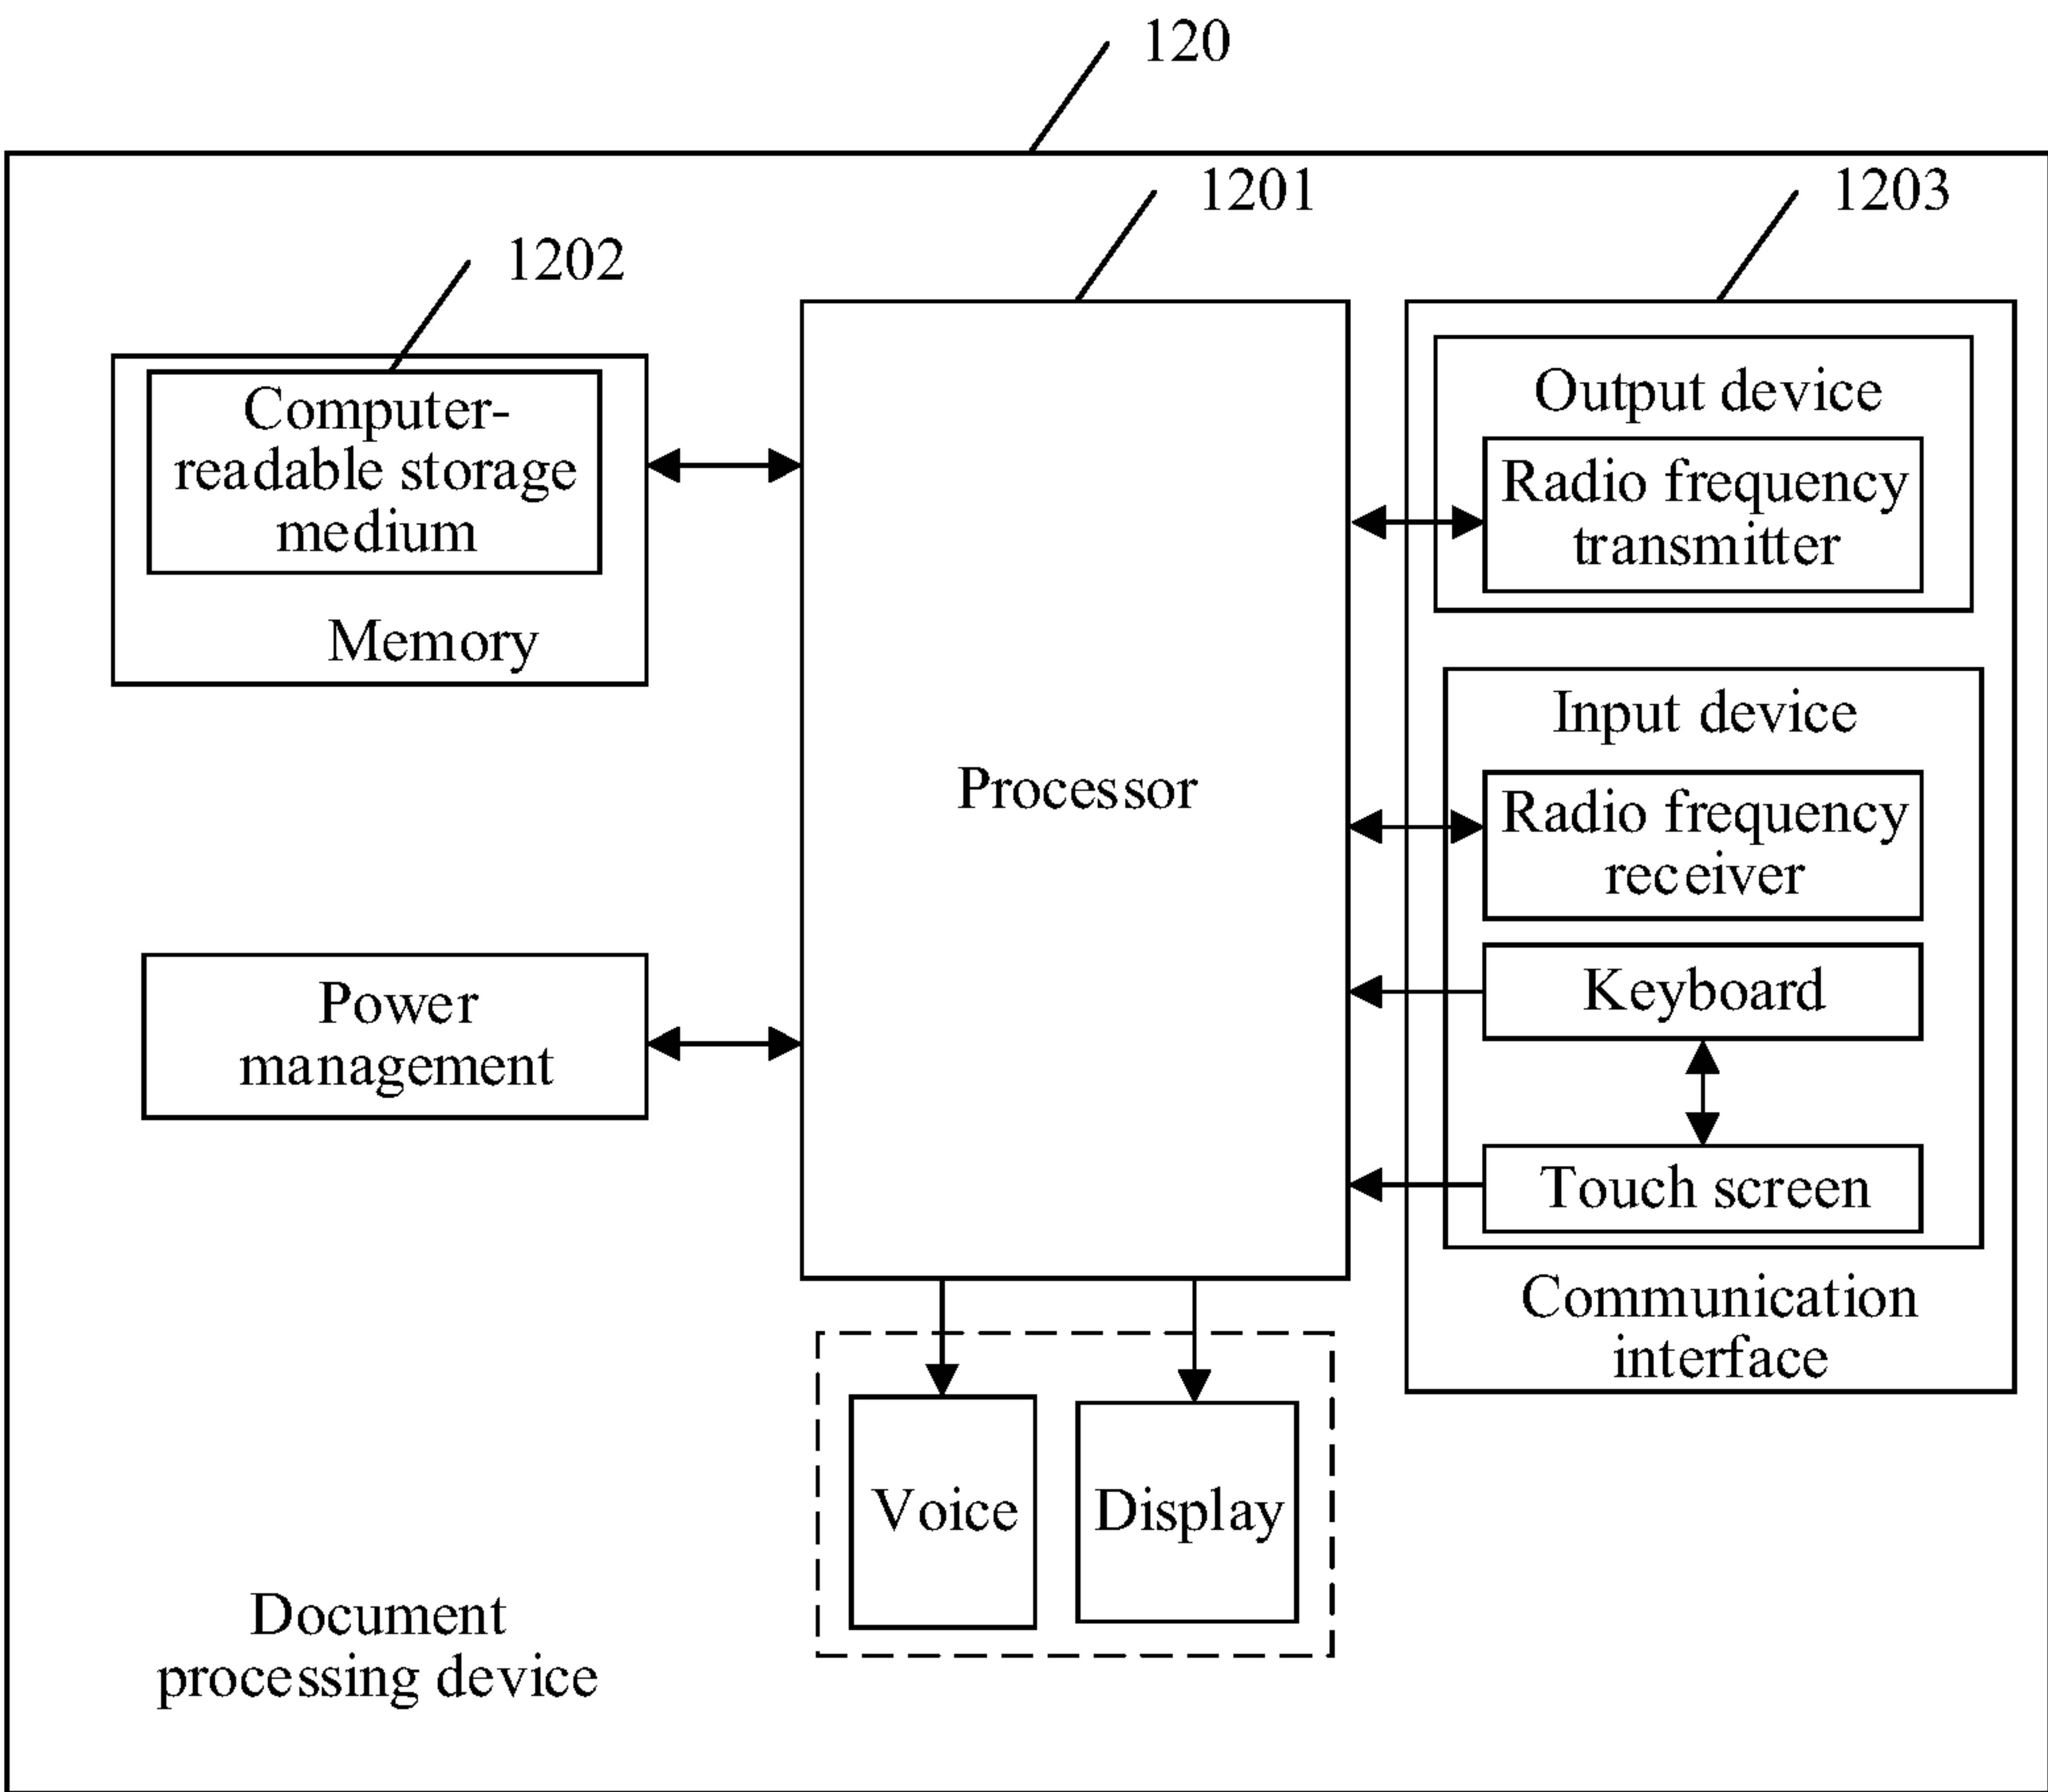 120
1201
1203
1202
Computer-
readable storage
medium
Memory
Output device
Radio frequency
transmitter
Input device
Radio frequency
receiver
Processor
Keyboard
Power
management
Touch screen
Communication
interface
Voice
Display
Document
processing device